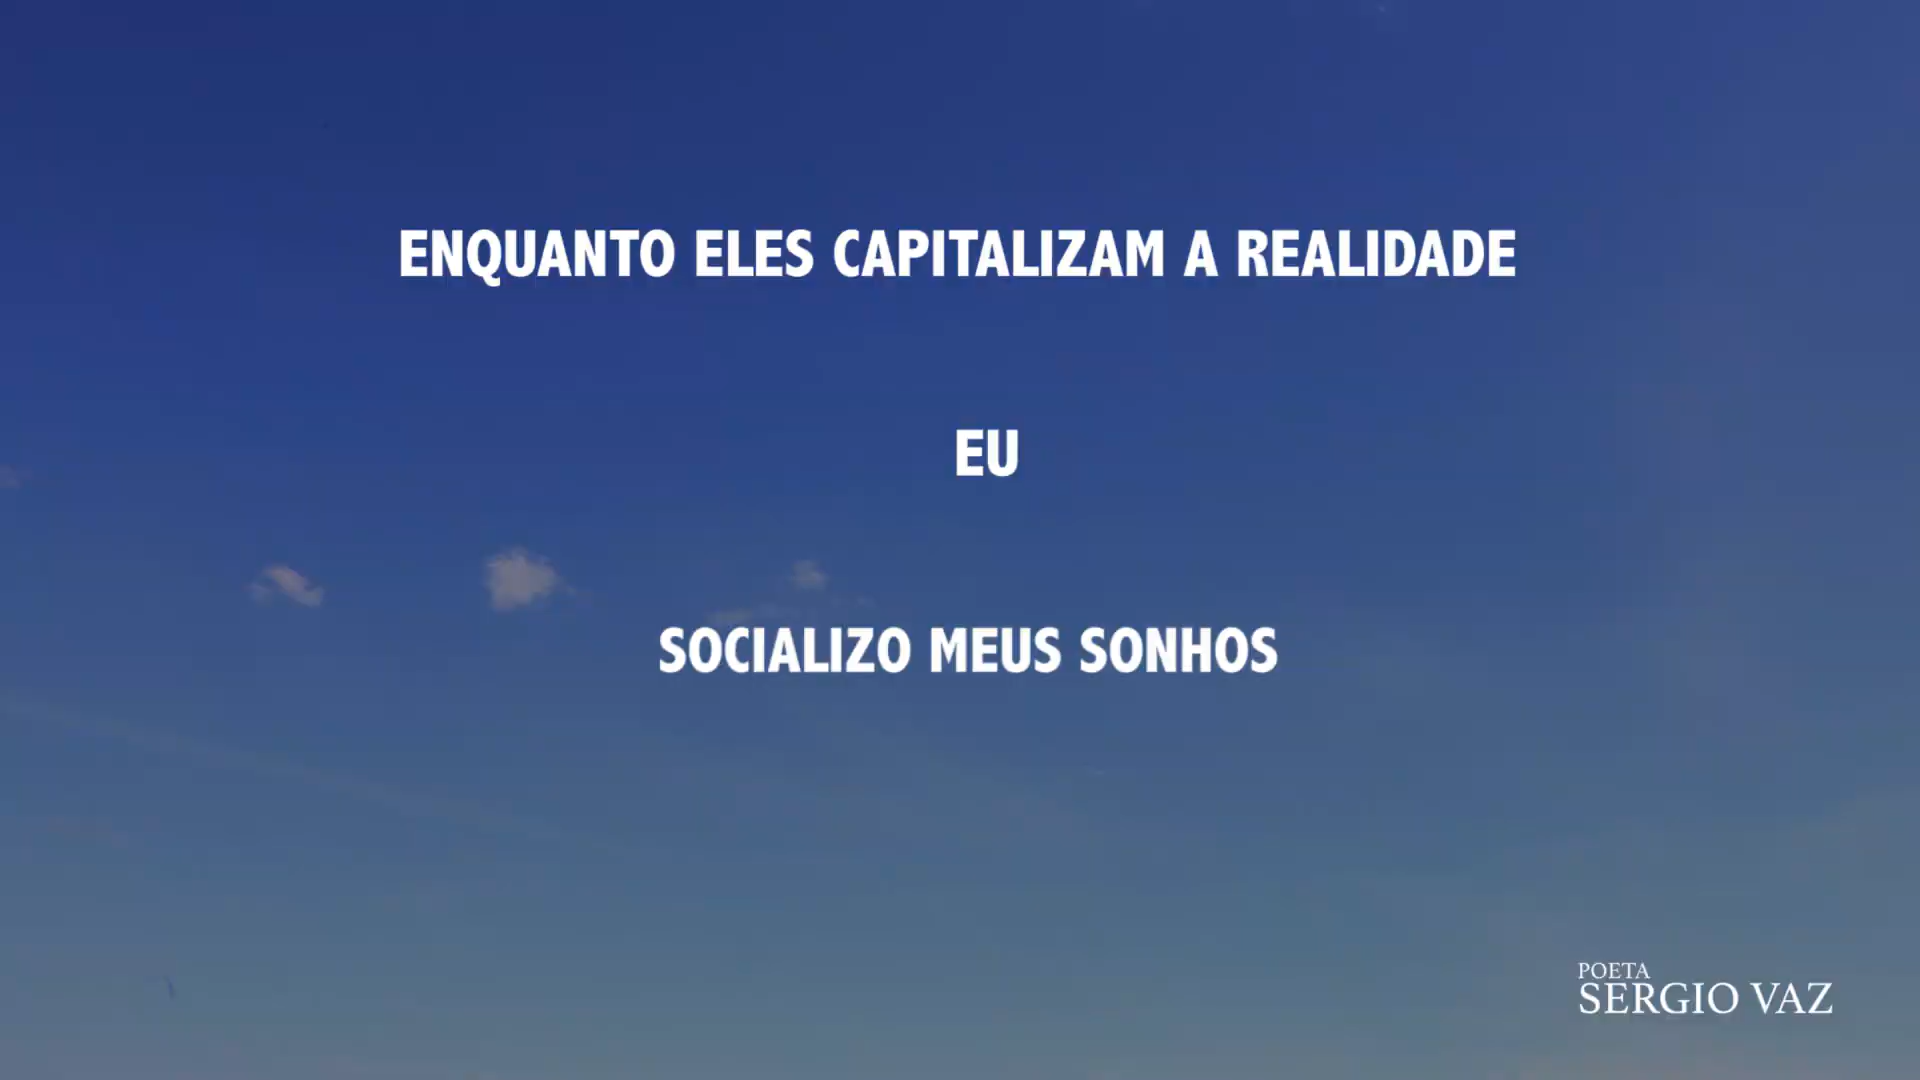 ENQUANTO ELES CAPITALIZAM A REALIDADE
EU
SOCIALIZO MEUS SONHOS
POETA
SERGIO VAZ